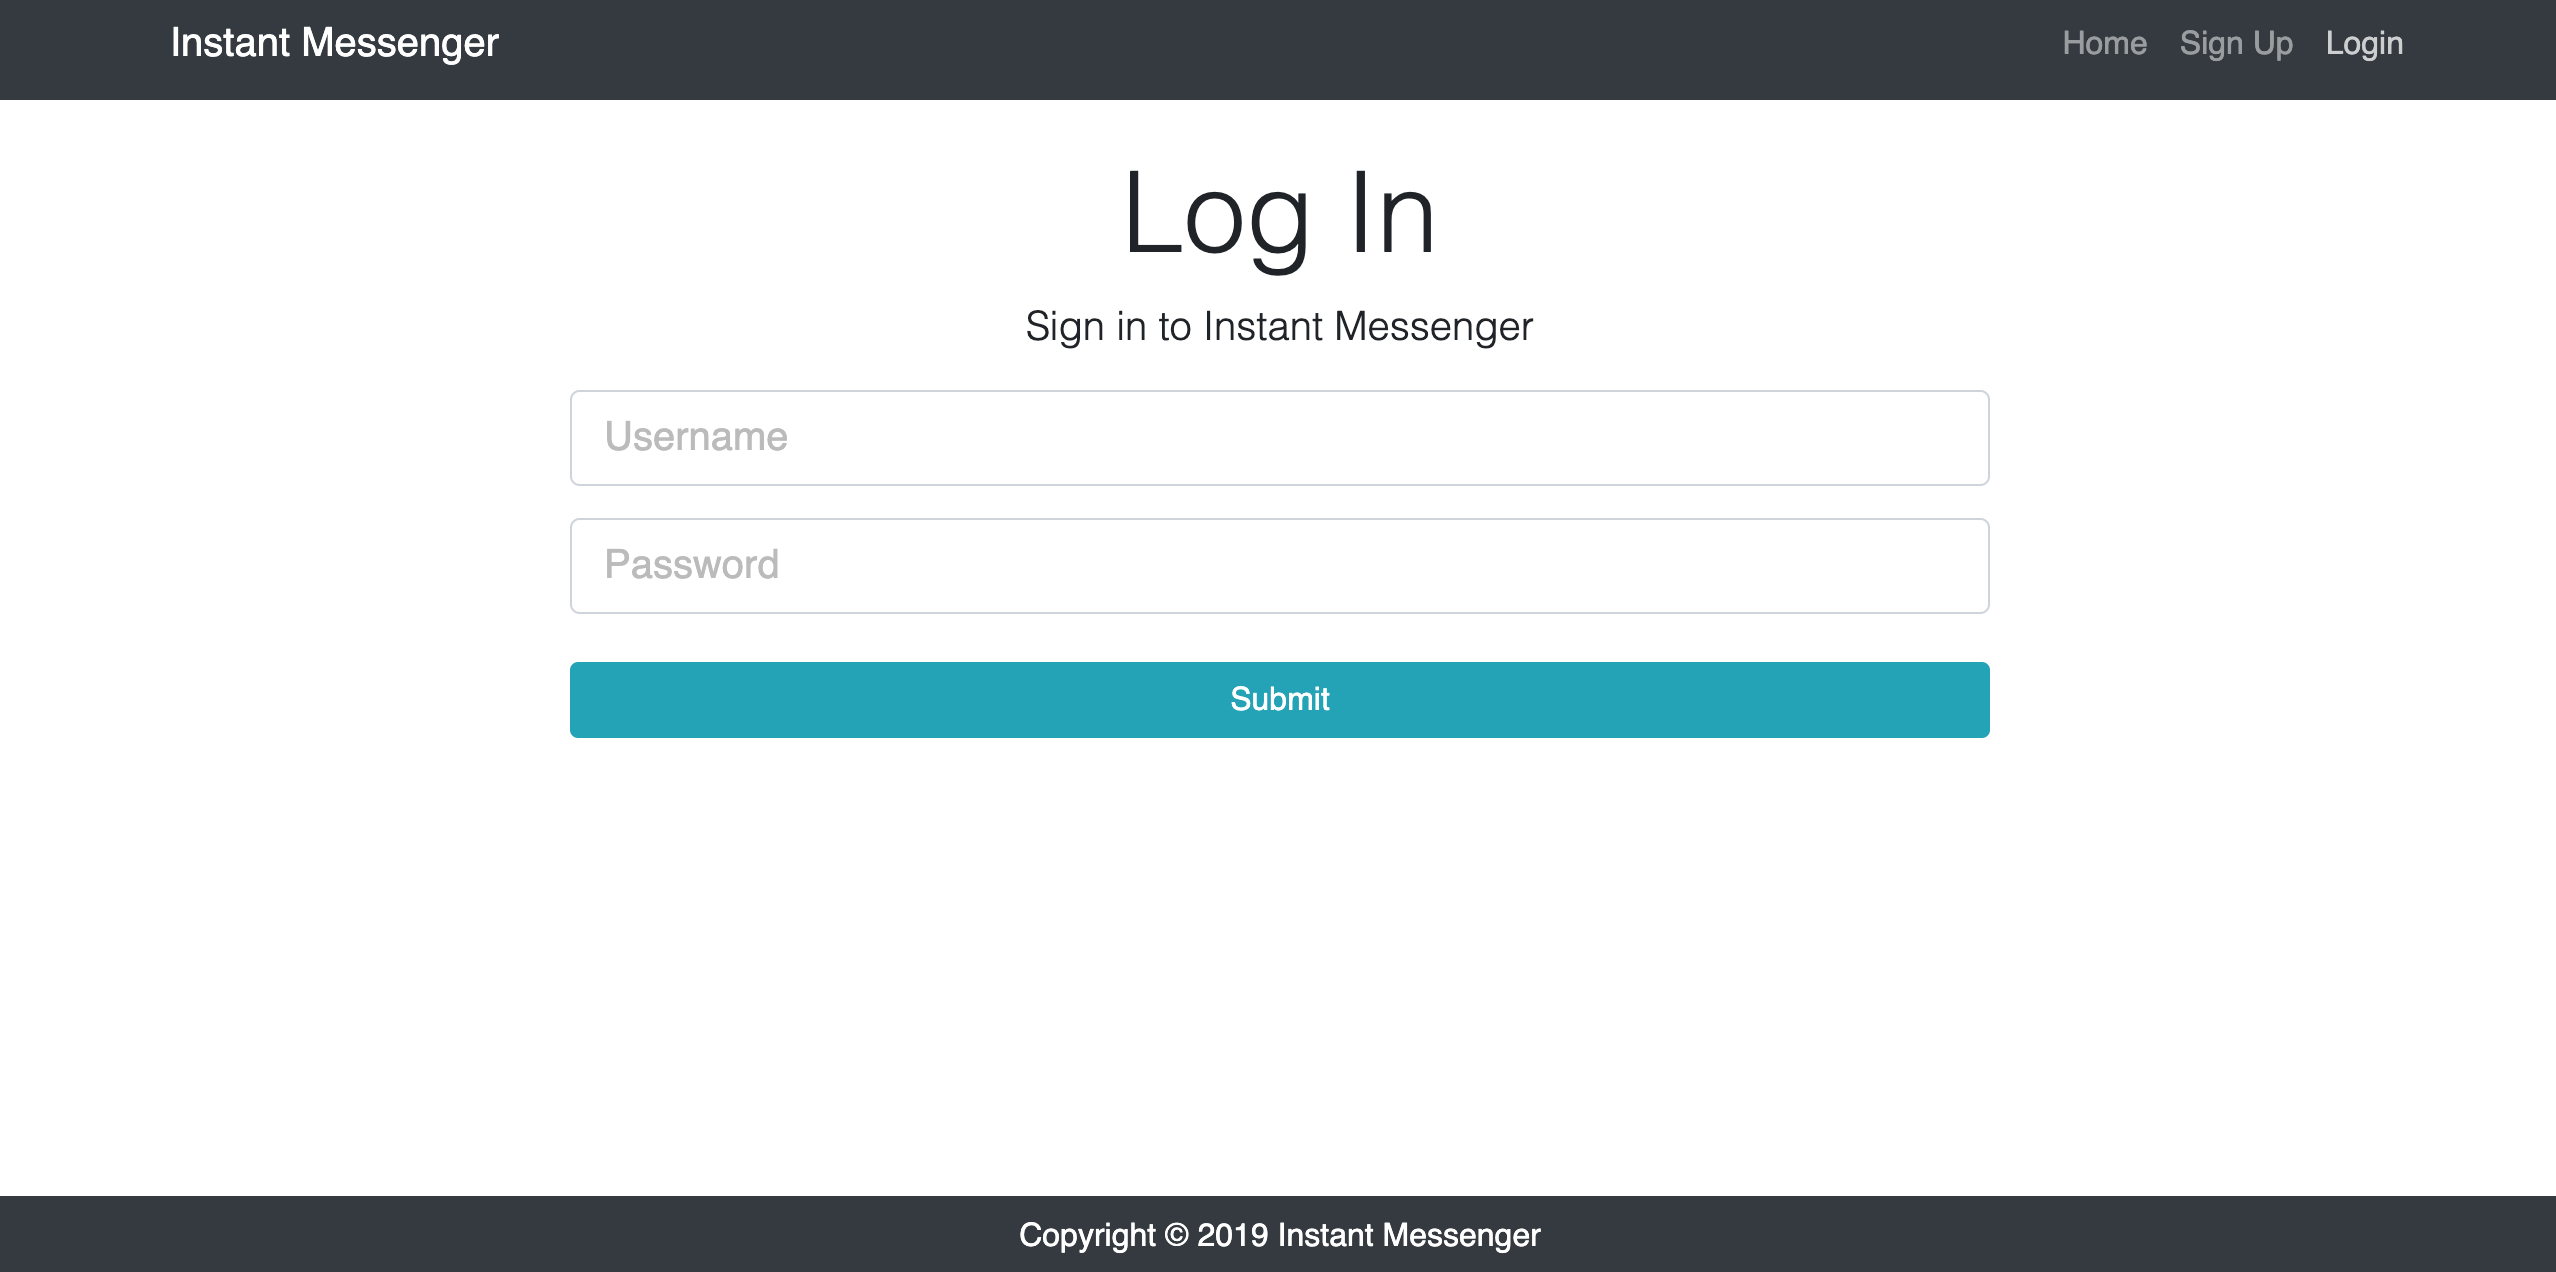 Instant Messenger
Home Sign Up Login
Log In
Sign in to Instant Messenger
Username
Password
Submit
Copyright © 2019 Instant Messenger